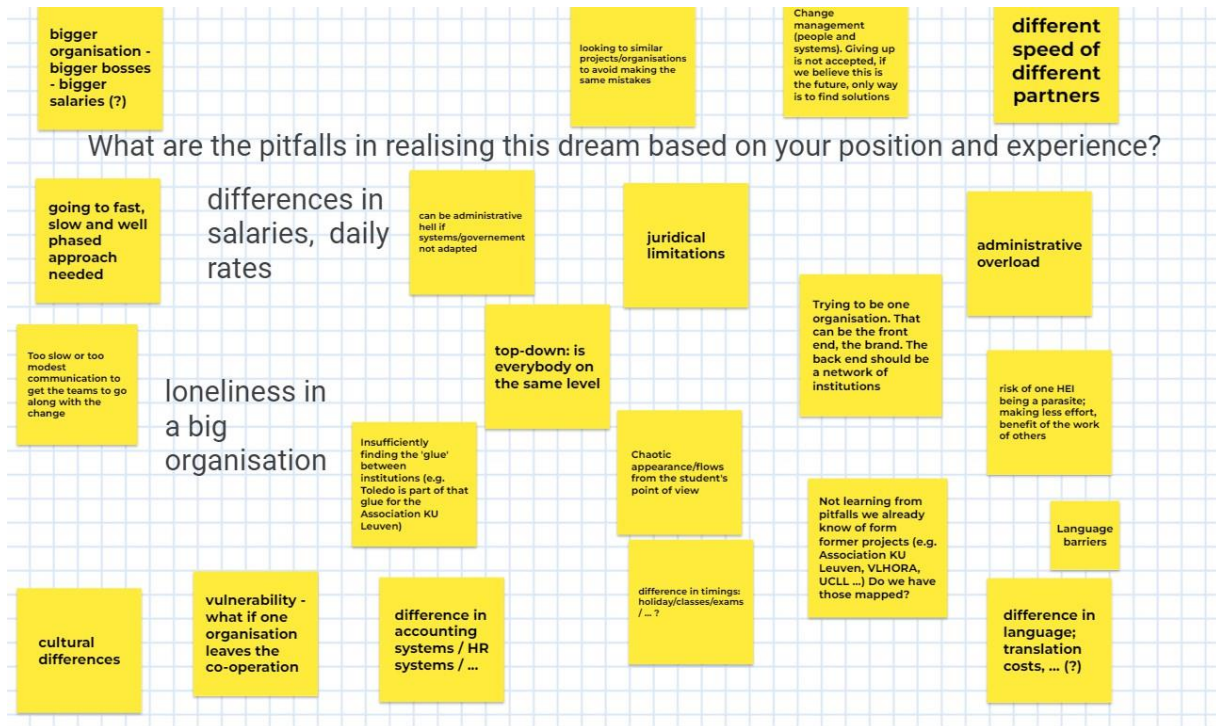 bigger
organisation -
bigger bosses
- bigger
salaries (?)
looking to similar
projects/organisations
to avoid making the
same mistakes
Change
management
(people and
systems). Giving up
is not accepted, if
we believe this is
the future, only way
is to find solutions
different
speed of
different
partners
What are the pitfalls in realising this dream based on your position and experience?
going to fast,
slow and well
phased
approach
needed
differences in
salaries, daily
rates
can be administrative
hell if
systems/governement
not adapted
juridical
limitations
administrative
overload
Trying to be one
organisation. That
can be the front
end, the brand. The
back end should be
a network of
institutions
top-down: is
everybody on
the same level
Too slow or too
modest
communication to
get the teams to go
along with the
change
loneliness in
a big
organisation
risk of one HEI
being a parasite;
making less effort,
benefit of the work
of others
Insufficiently
finding the 'glue'
between
institutions (e.g.
Toledo is part of that
glue for the
Association KU
Leuven)
Chaotic
appearance/flows
from the student's
point of view
Not learning from
pitfalls we already
know of form
former projects (e.g.
Association KU
Leuven, VLHORA,
UCLL ...) Do we have
those mapped?
Language
barriers
cultural
differences
vulnerability -
what if one
organisation
leaves the
co-operation
difference in
accounting
systems / HR
systems / ...
difference in timings:
holiday/classes/exams
/ ... ?
difference in
language;
translation
costs, ... (?)